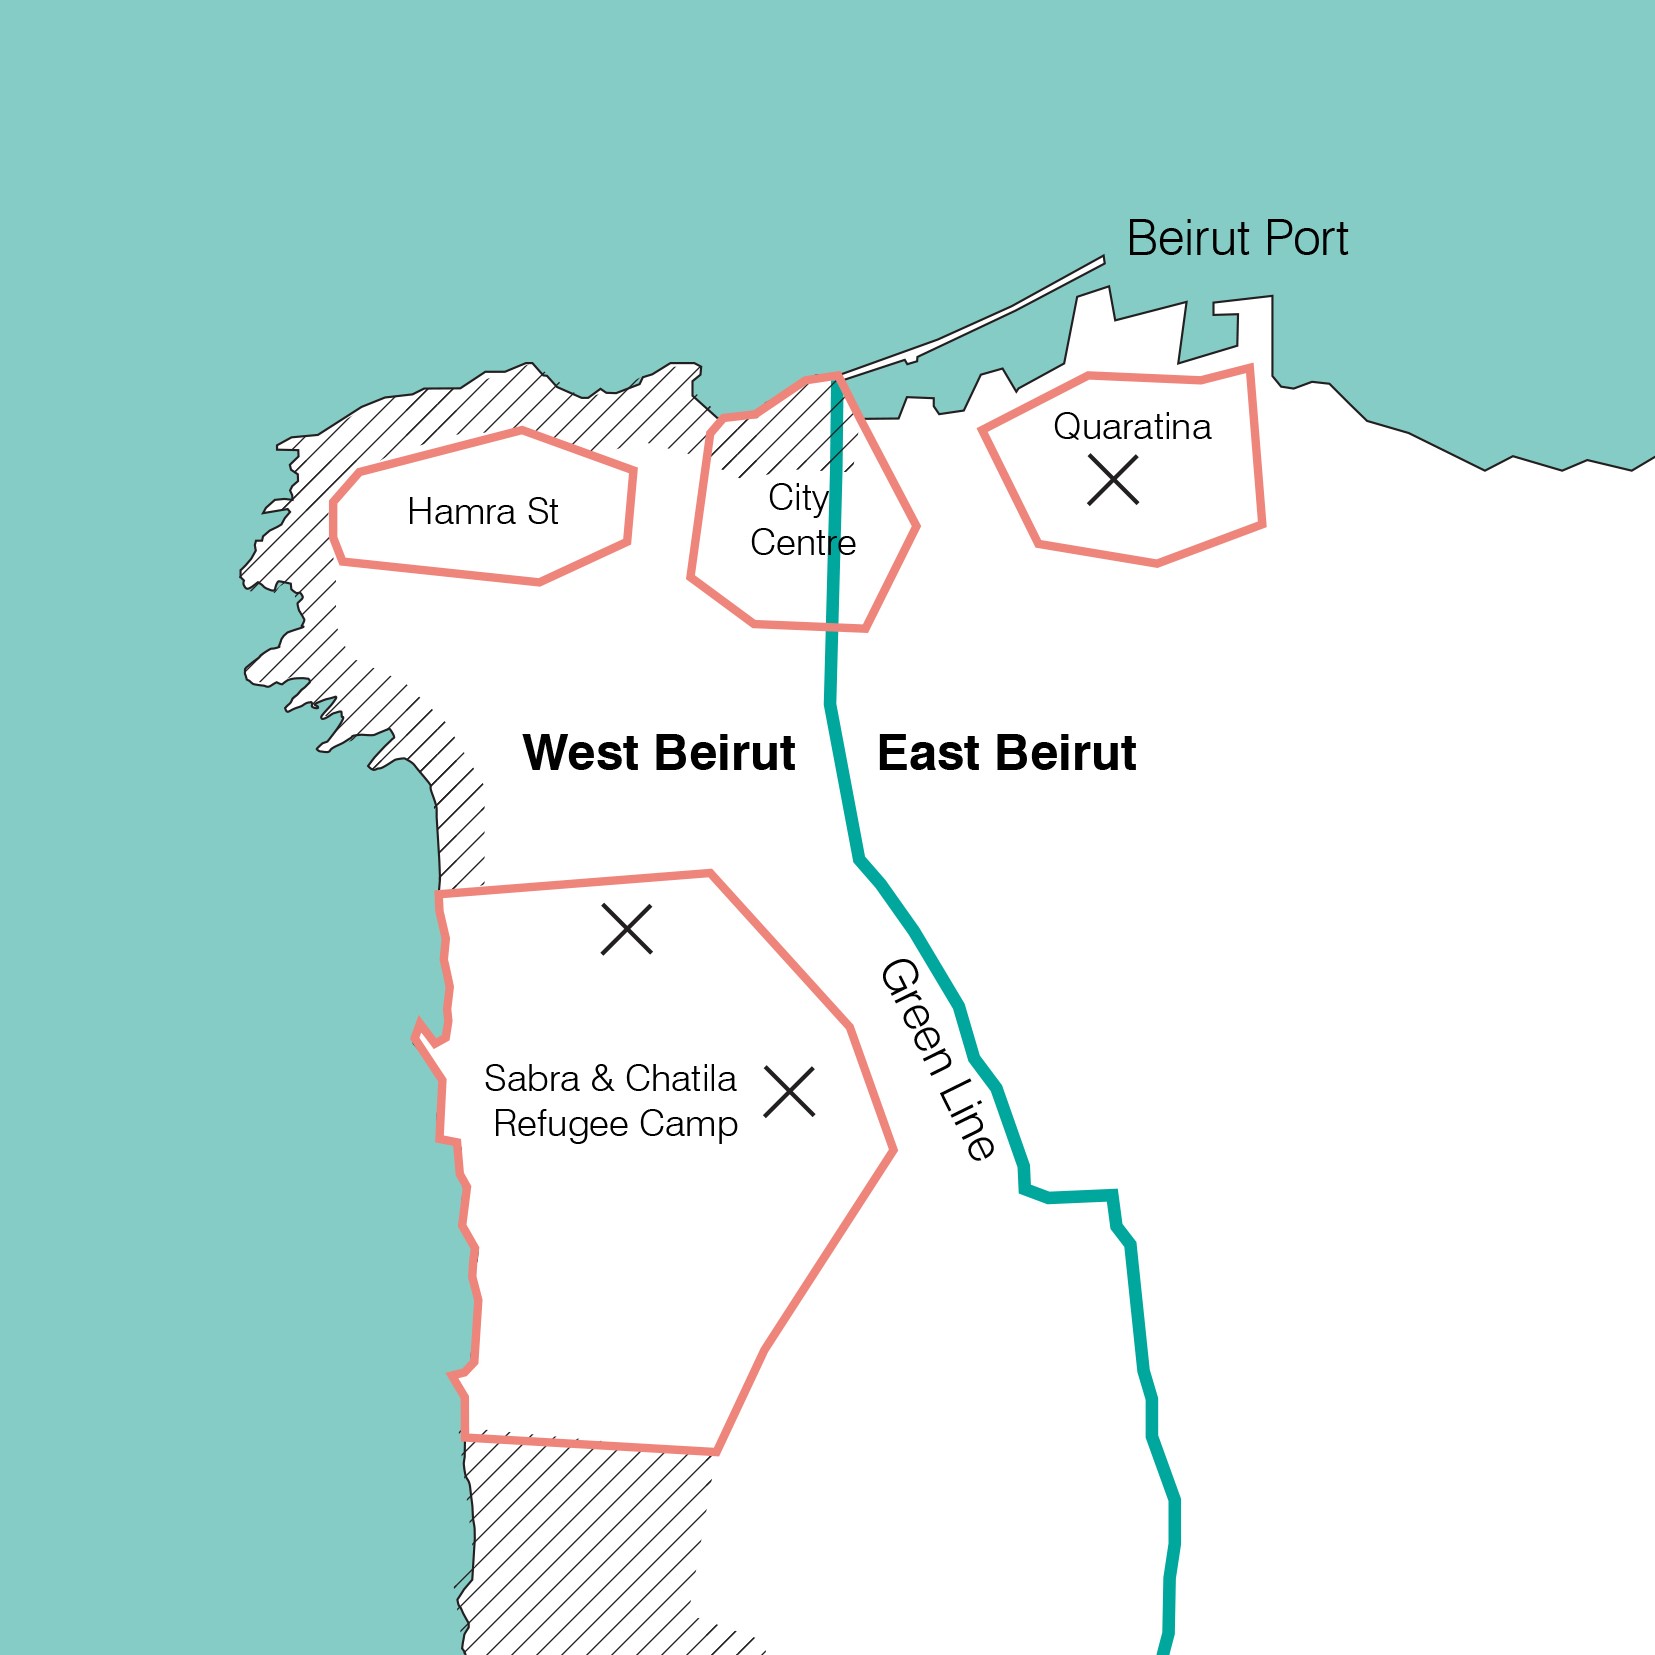 Beirut Port
Quaratina
Hamra St
City
Centre
West Beirut
East Beirut
Green Line
Sabra & Chatila
Refugee Camp